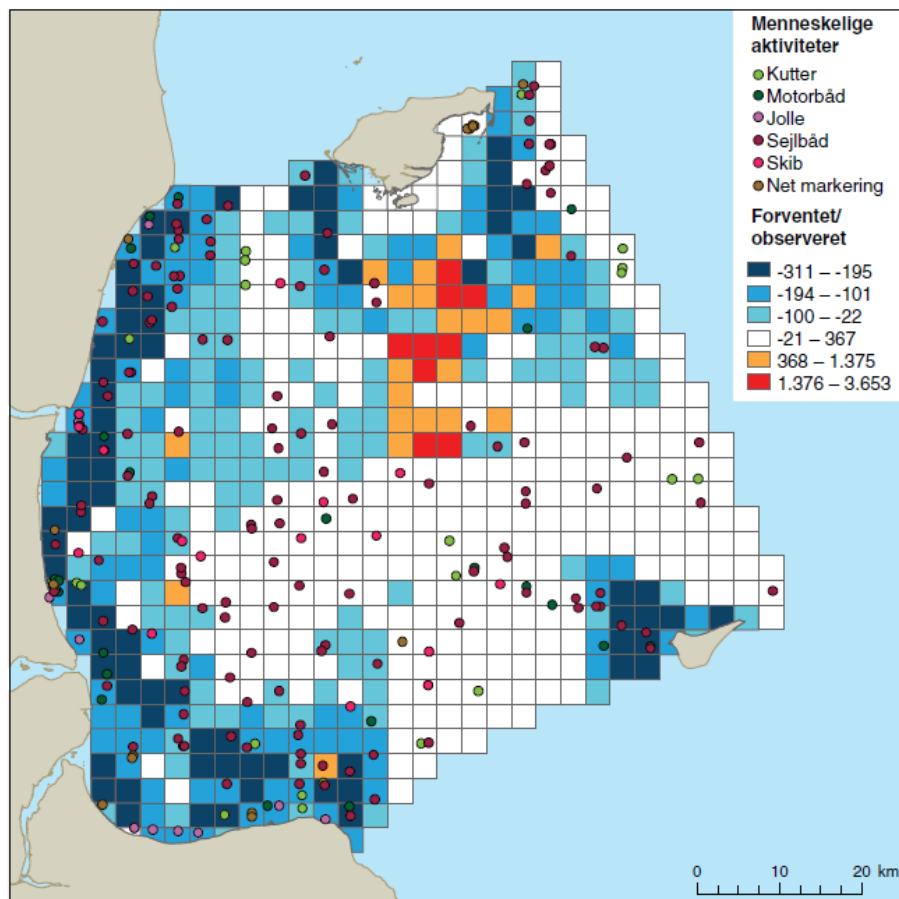 Menneskelige
aktiviteter
Kutter
Motorbåd
Jolle
Sejlbåd
Skib
Net markering
Forventet/
observeret
-311 – -195
-194 – -101
-100 – -22
-21 – 367
368 – 1.375
1.376 – 3.653
0 10 20 km